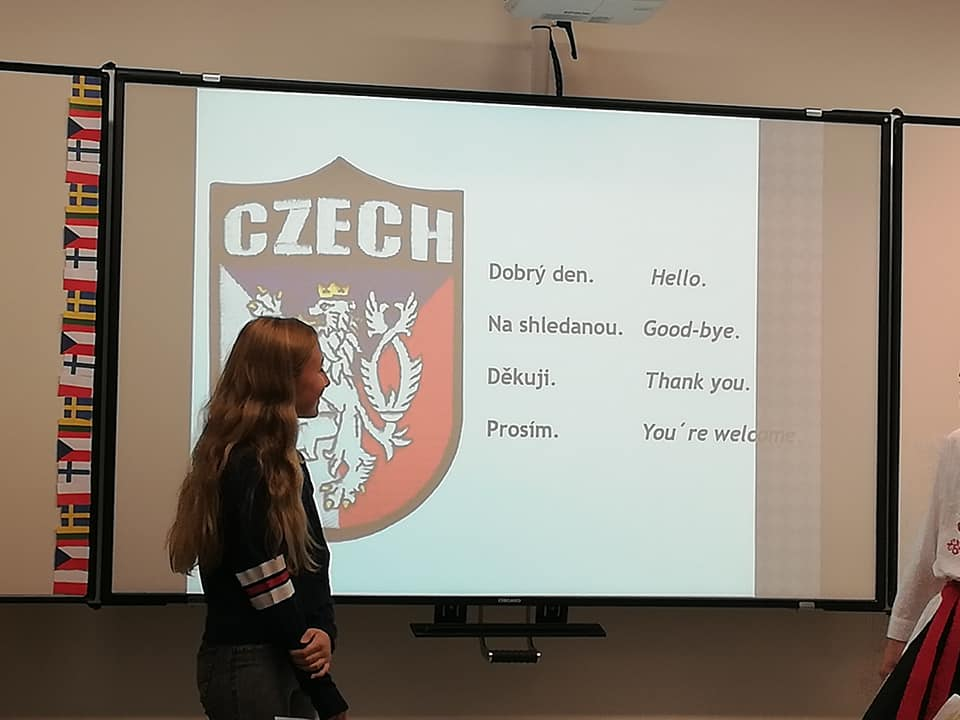 CZECH
Dobrý den. Hello.
Na shledanou. Good-bye.
Děkuji. Thank you.
Prosím. You´re welcome.